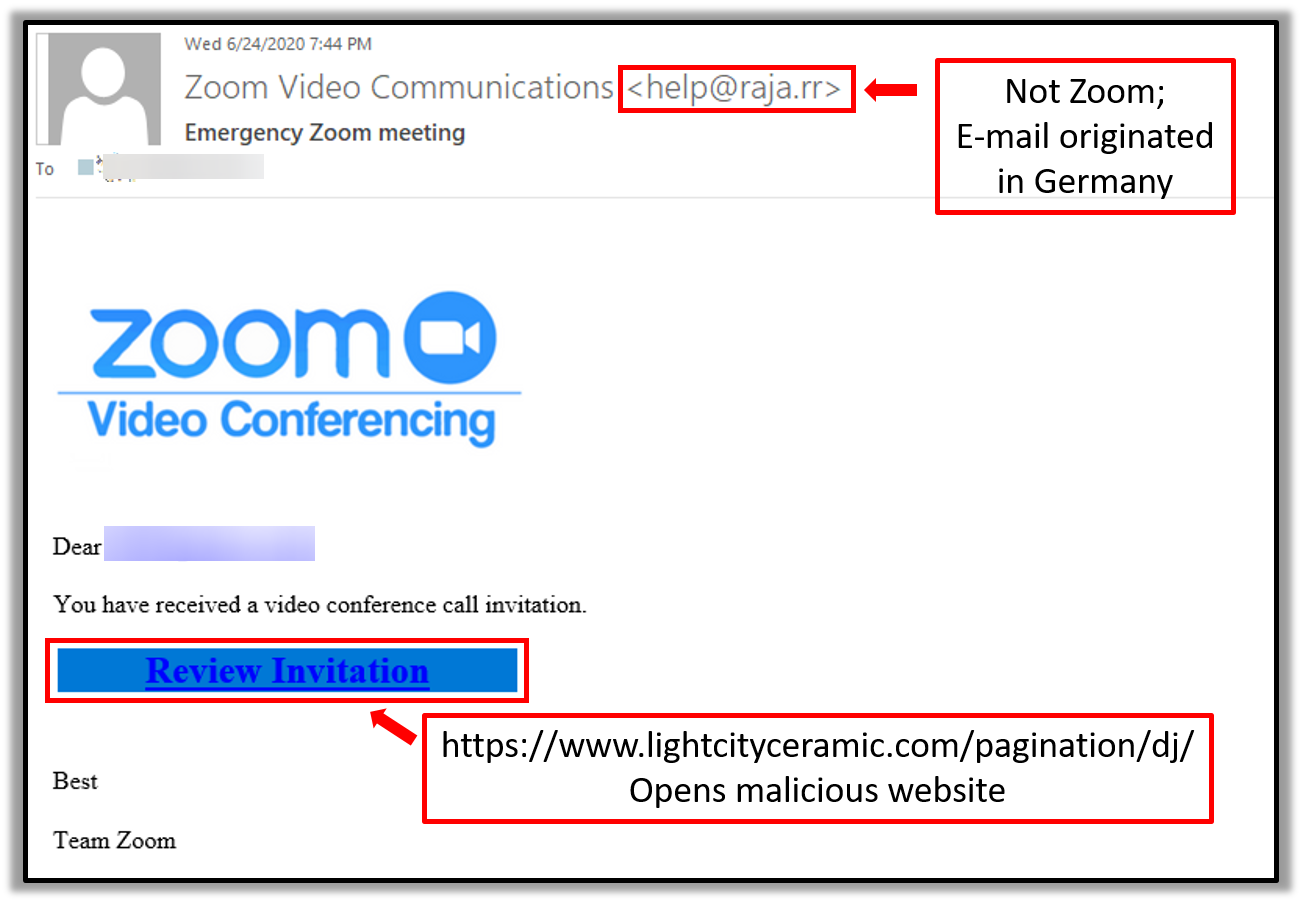 Wed 6/24/2020 7:44 PM
Zoom Video Communications <help@raja.rr>
Not Zoom;
E-mail originated
in Germany
Emergency Zoom meeting
To
zoom
Video Conferencing
Dear
You have received a video conference call invitation.
Review Invitation
https://www.lightcityceramic.com/pagination/dj/
Opens malicious website
Best
Team Zoom